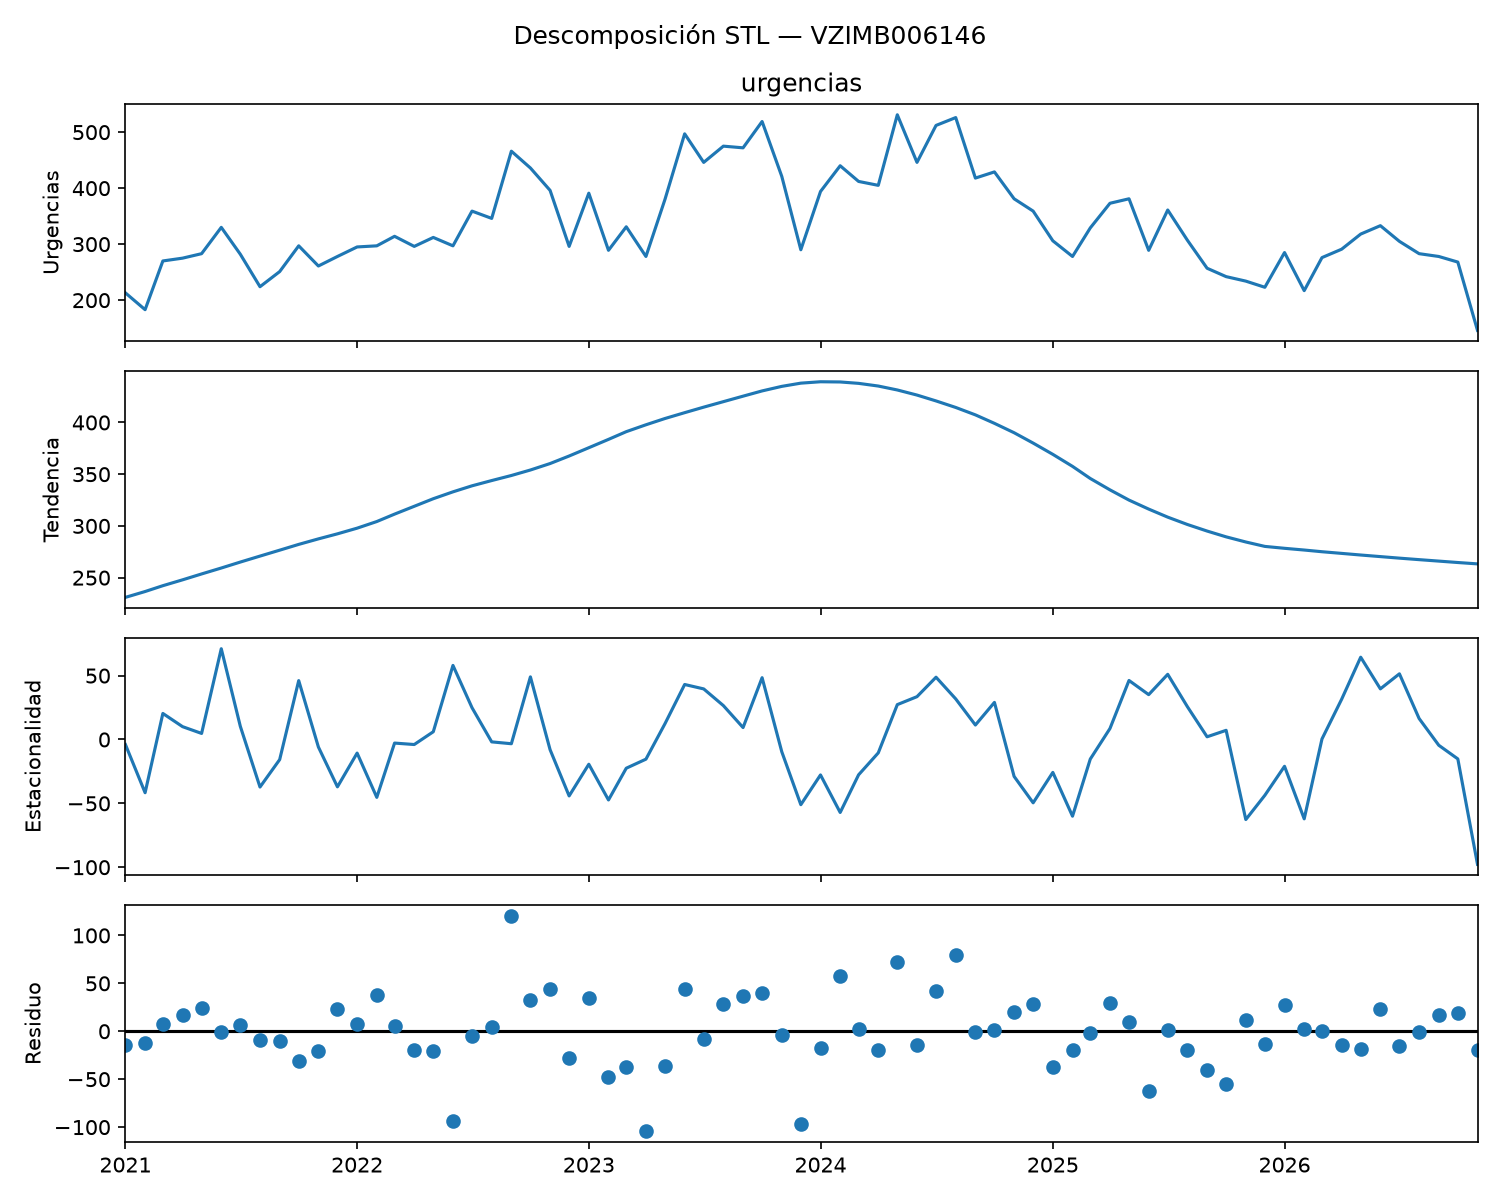 Descomposición STL — VZIMB006146
urgencias
Urgencias
500
400
300
200
Tendencia
400
350
300
250
Estacionalidad
50
0
−50
−100
Residuo
100
50
0
−50
−100
2021 2022 2023 2024 2025 2026